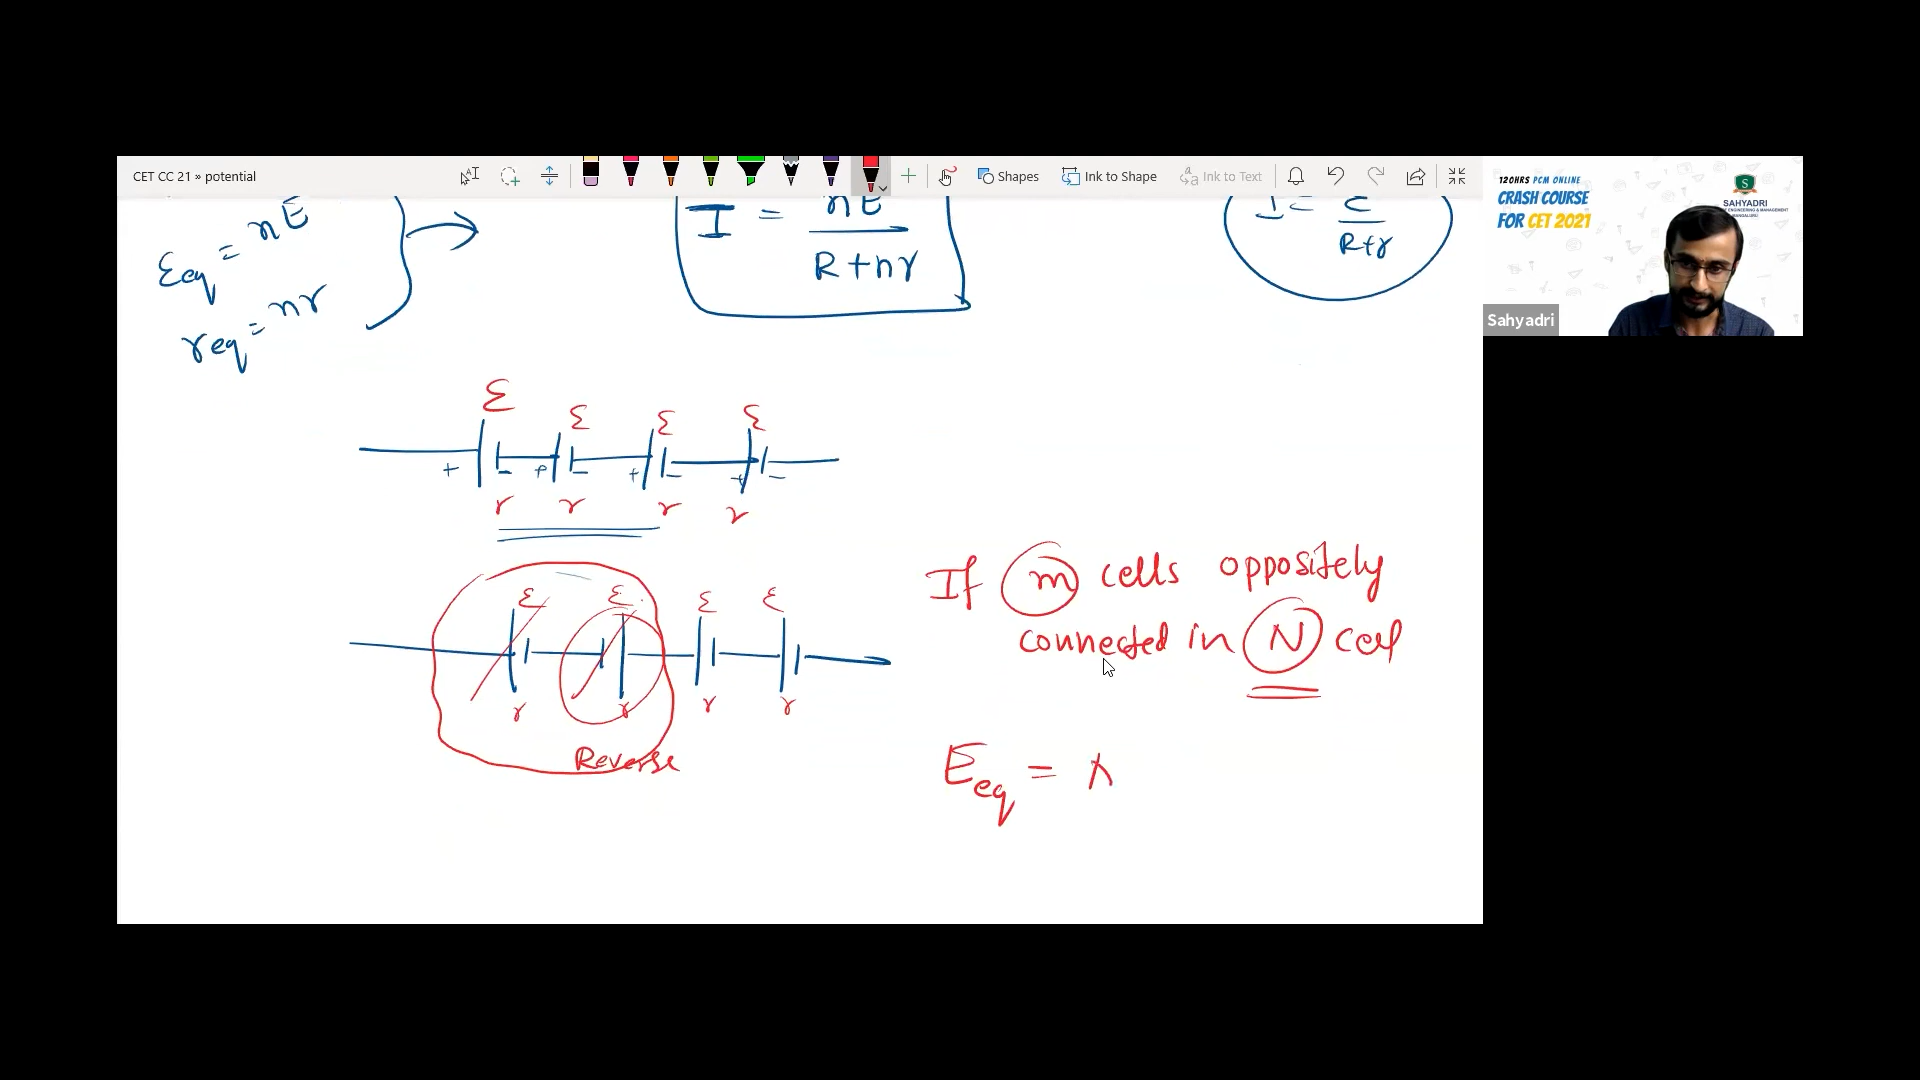 CET CC 21 » potential
Shapes
Ink to Shape
Ink to Text
120HRS PCM ONLINE
CRASH COURSE
FOR CET 2021
S
SAHYADRI
Sahyadri
Eeq = nE
req = nr
I = nE / R+nr
I = E / R+r
Ɛ Ɛ Ɛ Ɛ
+ - + - + - + -
r r r r
Ɛ Ɛ Ɛ Ɛ
r r r r
Reverse
If m cells oppositely
connected in N cell
Eeq =